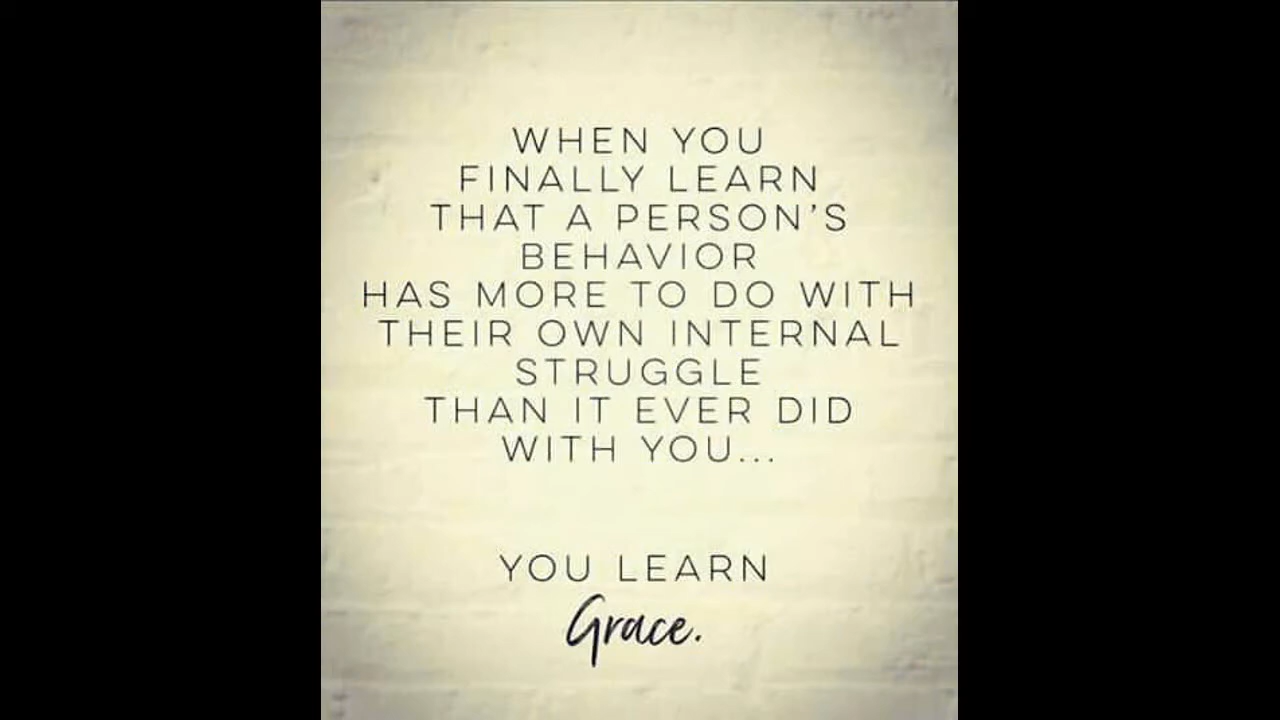 WHEN YOU
FINALLY LEARN
THAT A PERSON'S
BEHAVIOR
HAS MORE TO DO WITH
THEIR OWN INTERNAL
STRUGGLE
THAN IT EVER DID
WITH YOU...
YOU LEARN
Grace.